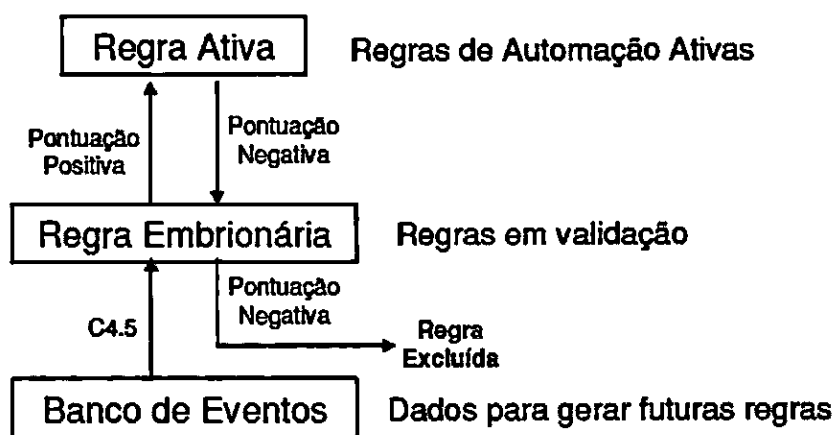 Regra Ativa
Regras de Automação Ativas
Pontuação
Positiva
Pontuação
Negativa
Regra Embrionária
Regras em validação
C4.5
Pontuação
Negativa
Regra
Excluída
Banco de Eventos
Dados para gerar futuras regras